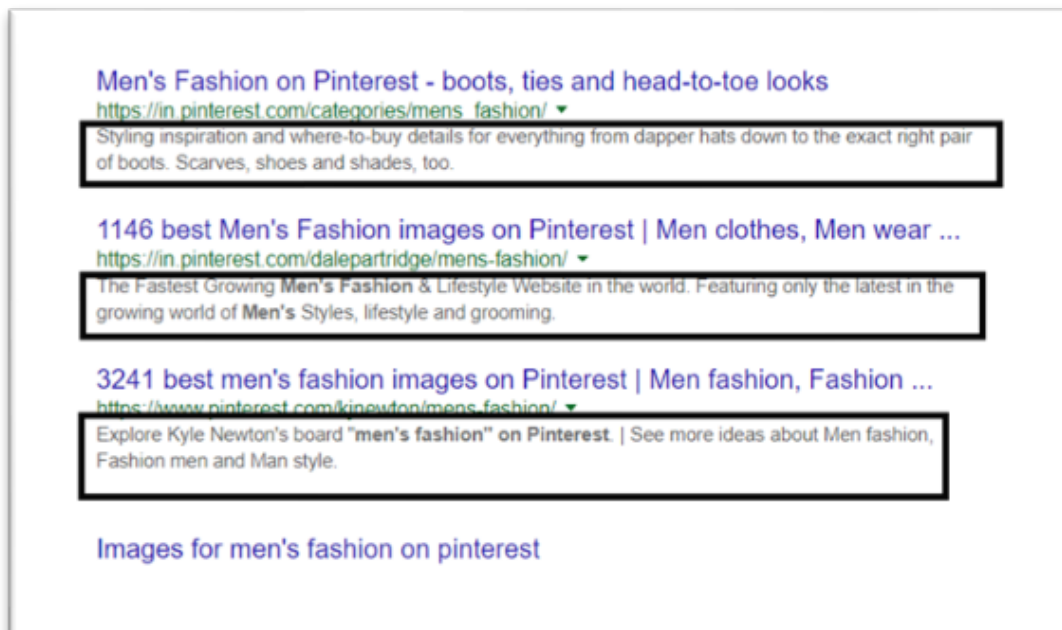 Men's Fashion on Pinterest - boots, ties and head-to-toe looks
https://in.pinterest.com/categories/mens_fashion/
Styling inspiration and where-to-buy details for everything from dapper hats down to the exact right pair
of boots. Scarves, shoes and shades, too.
1146 best Men's Fashion images on Pinterest | Men clothes, Men wear ...
https://in.pinterest.com/dalepartridge/mens-fashion/
The Fastest Growing Men's Fashion & Lifestyle Website in the world. Featuring only the latest in the
growing world of Men's Styles, lifestyle and grooming.
3241 best men's fashion images on Pinterest | Men fashion, Fashion ...
https://www.pinterest.com/kjnewton/mens-fashion/
Explore Kyle Newton's board "men's fashion" on Pinterest. | See more ideas about Men fashion,
Fashion men and Man style.
Images for men's fashion on pinterest